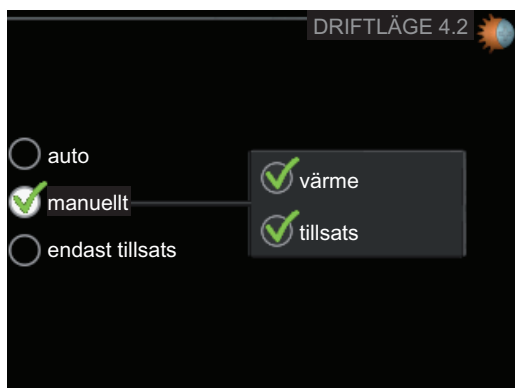 DRIFTLÄGE 4.2
auto
manuellt
endast tillsats
värme
tillsats